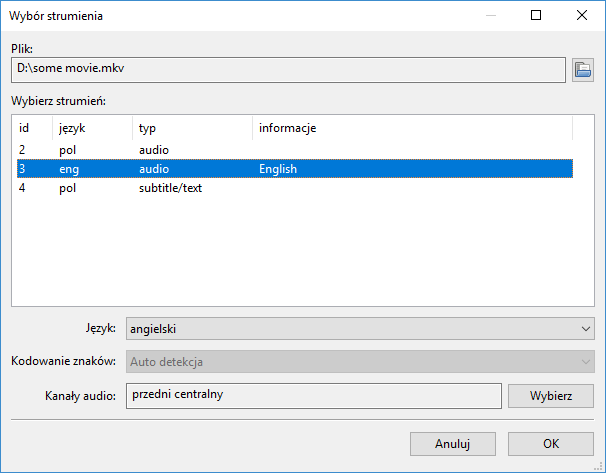 Wybór strumienia
Plik:
D:\some movie.mkv
Wybierz strumień:
id język typ informacje
2 pol audio
3 eng audio English
4 pol subtitle/text
Język: angielski
Kodowanie znaków: Auto detekcja
Kanały audio: przedni centralny Wybierz
Anuluj OK